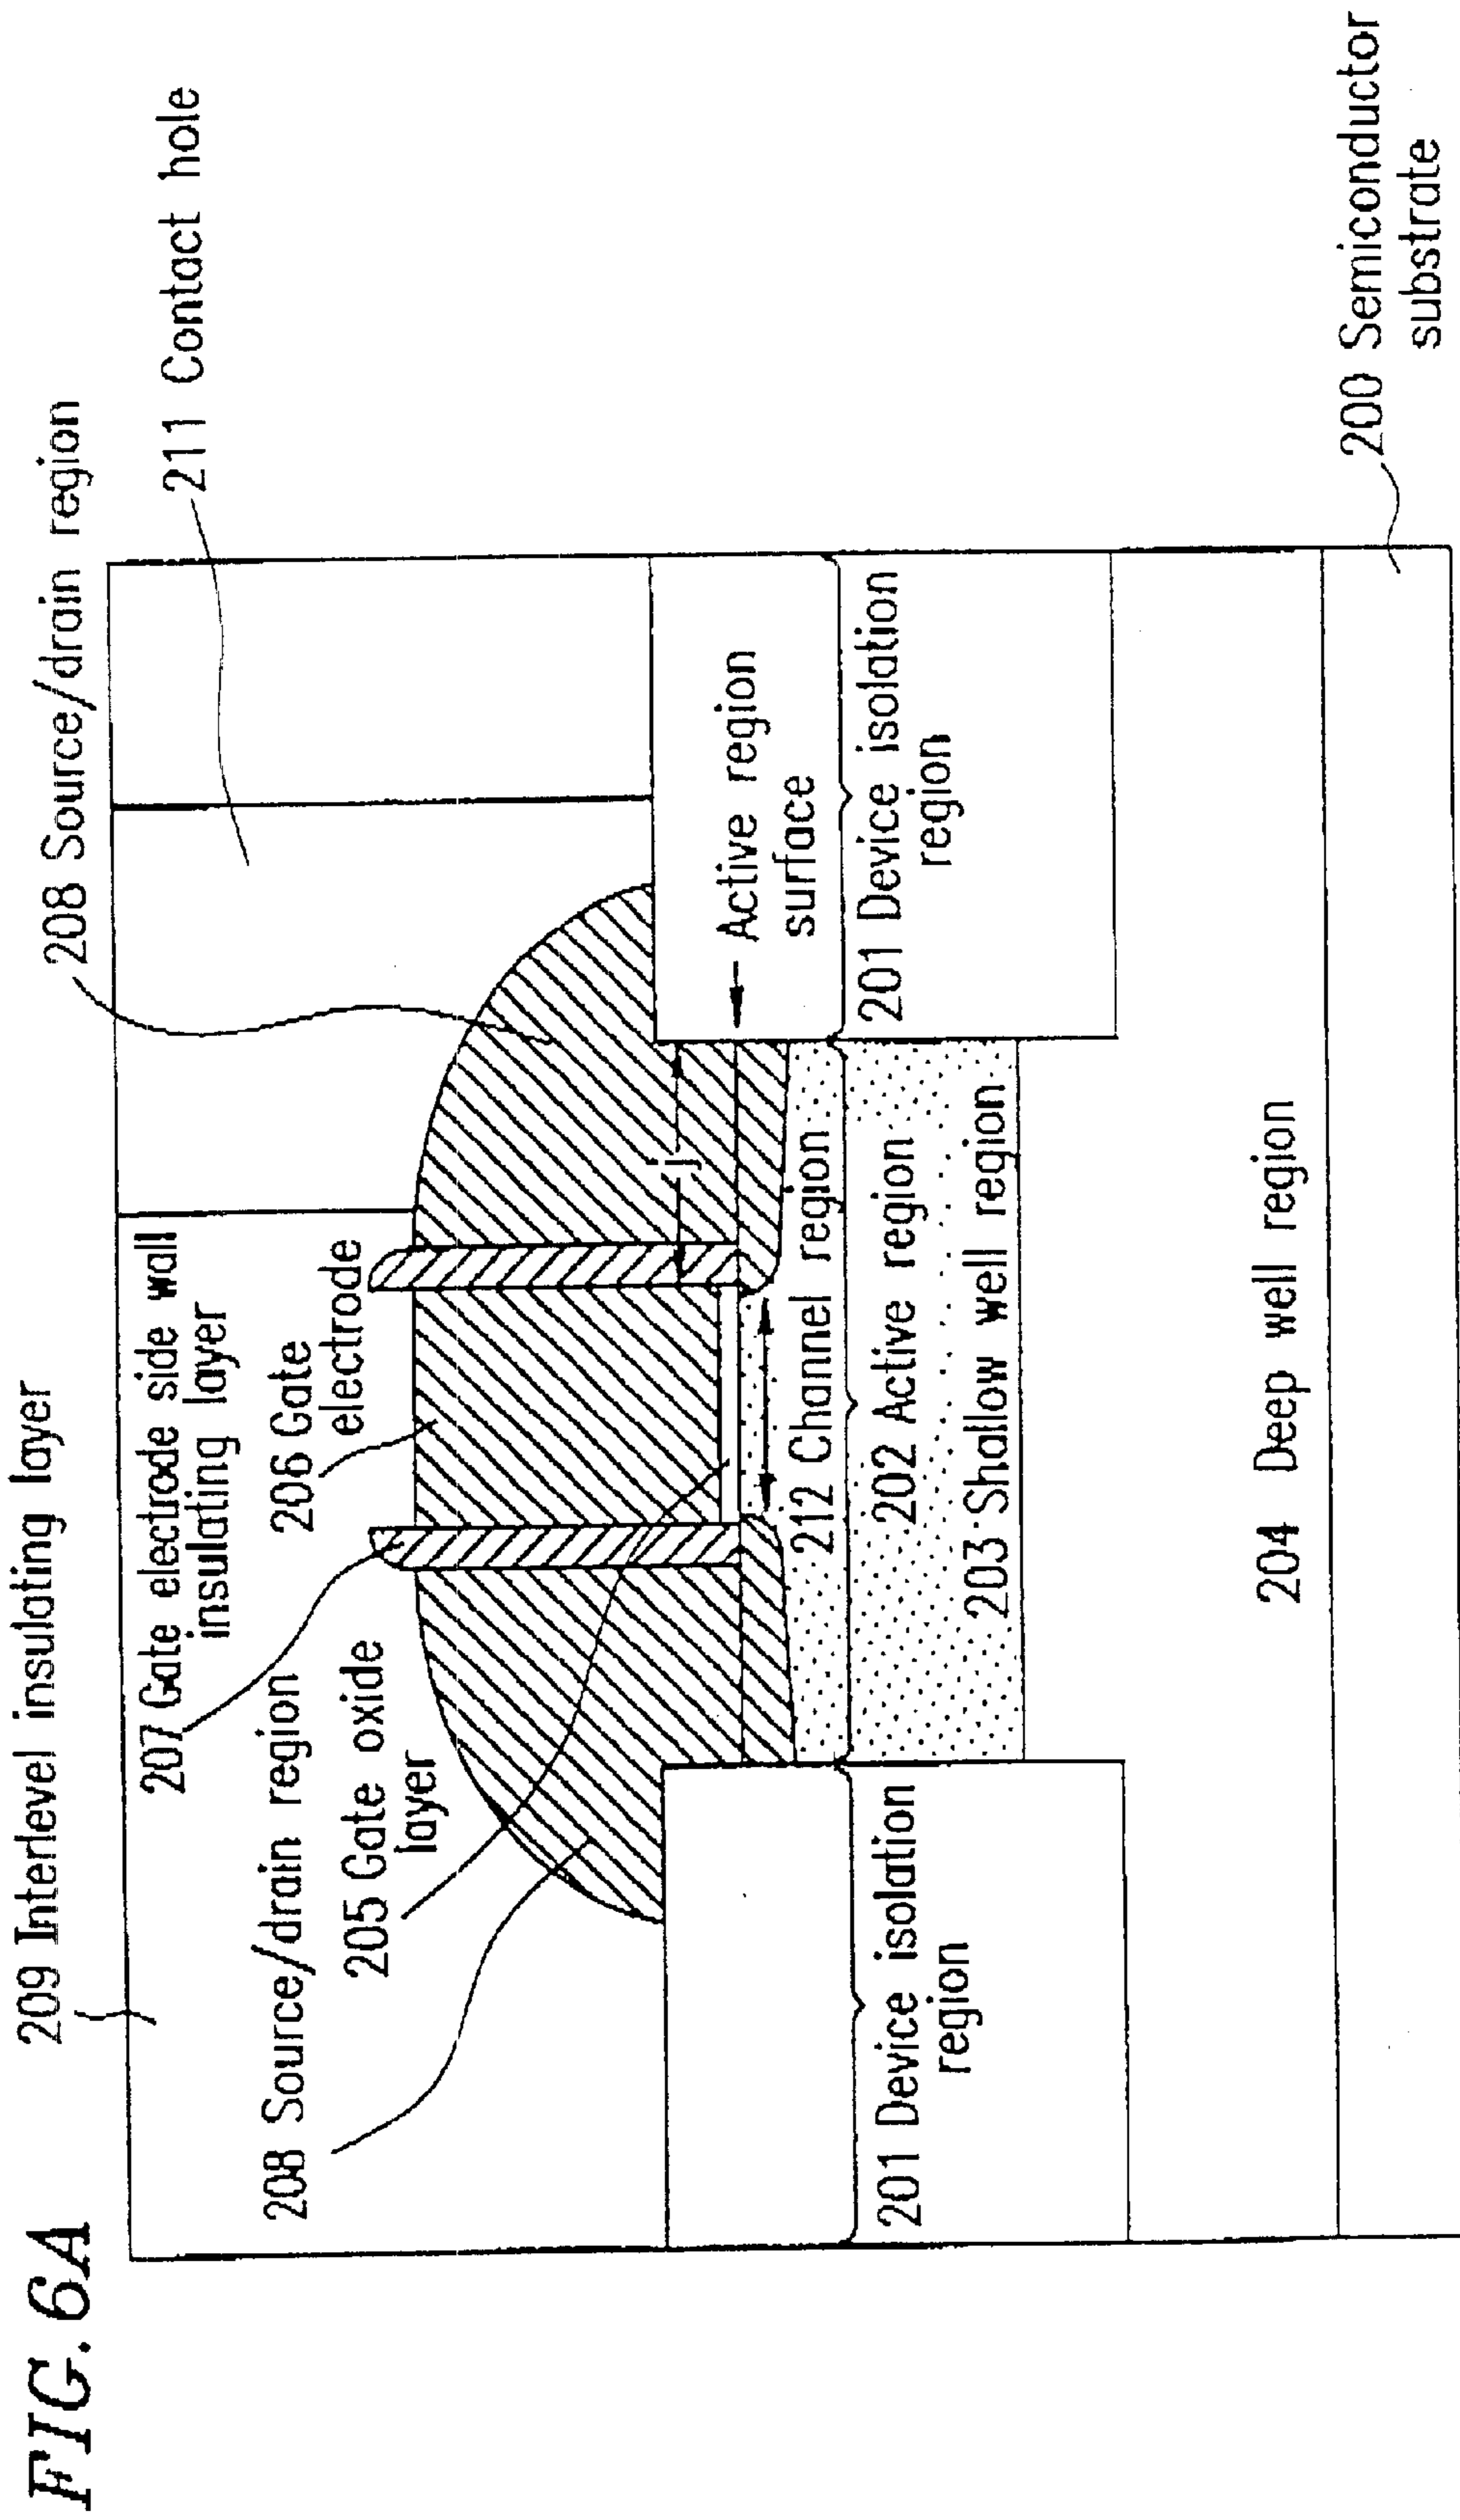 FIG. 6A
209 Interlevel insulating layer
208 Source/drain region
207 Gate electrode side wall
insulating layer
211 Contact hole
206 Gate
electrode
208 Source/drain region
205 Gate oxide
layer
j
Active region
surface
212 Channel region
201 Device isolation
region
202 Active region
201 Device isolation
region
203 Shallow well region
204 Deep well region
200 Semiconductor
substrate